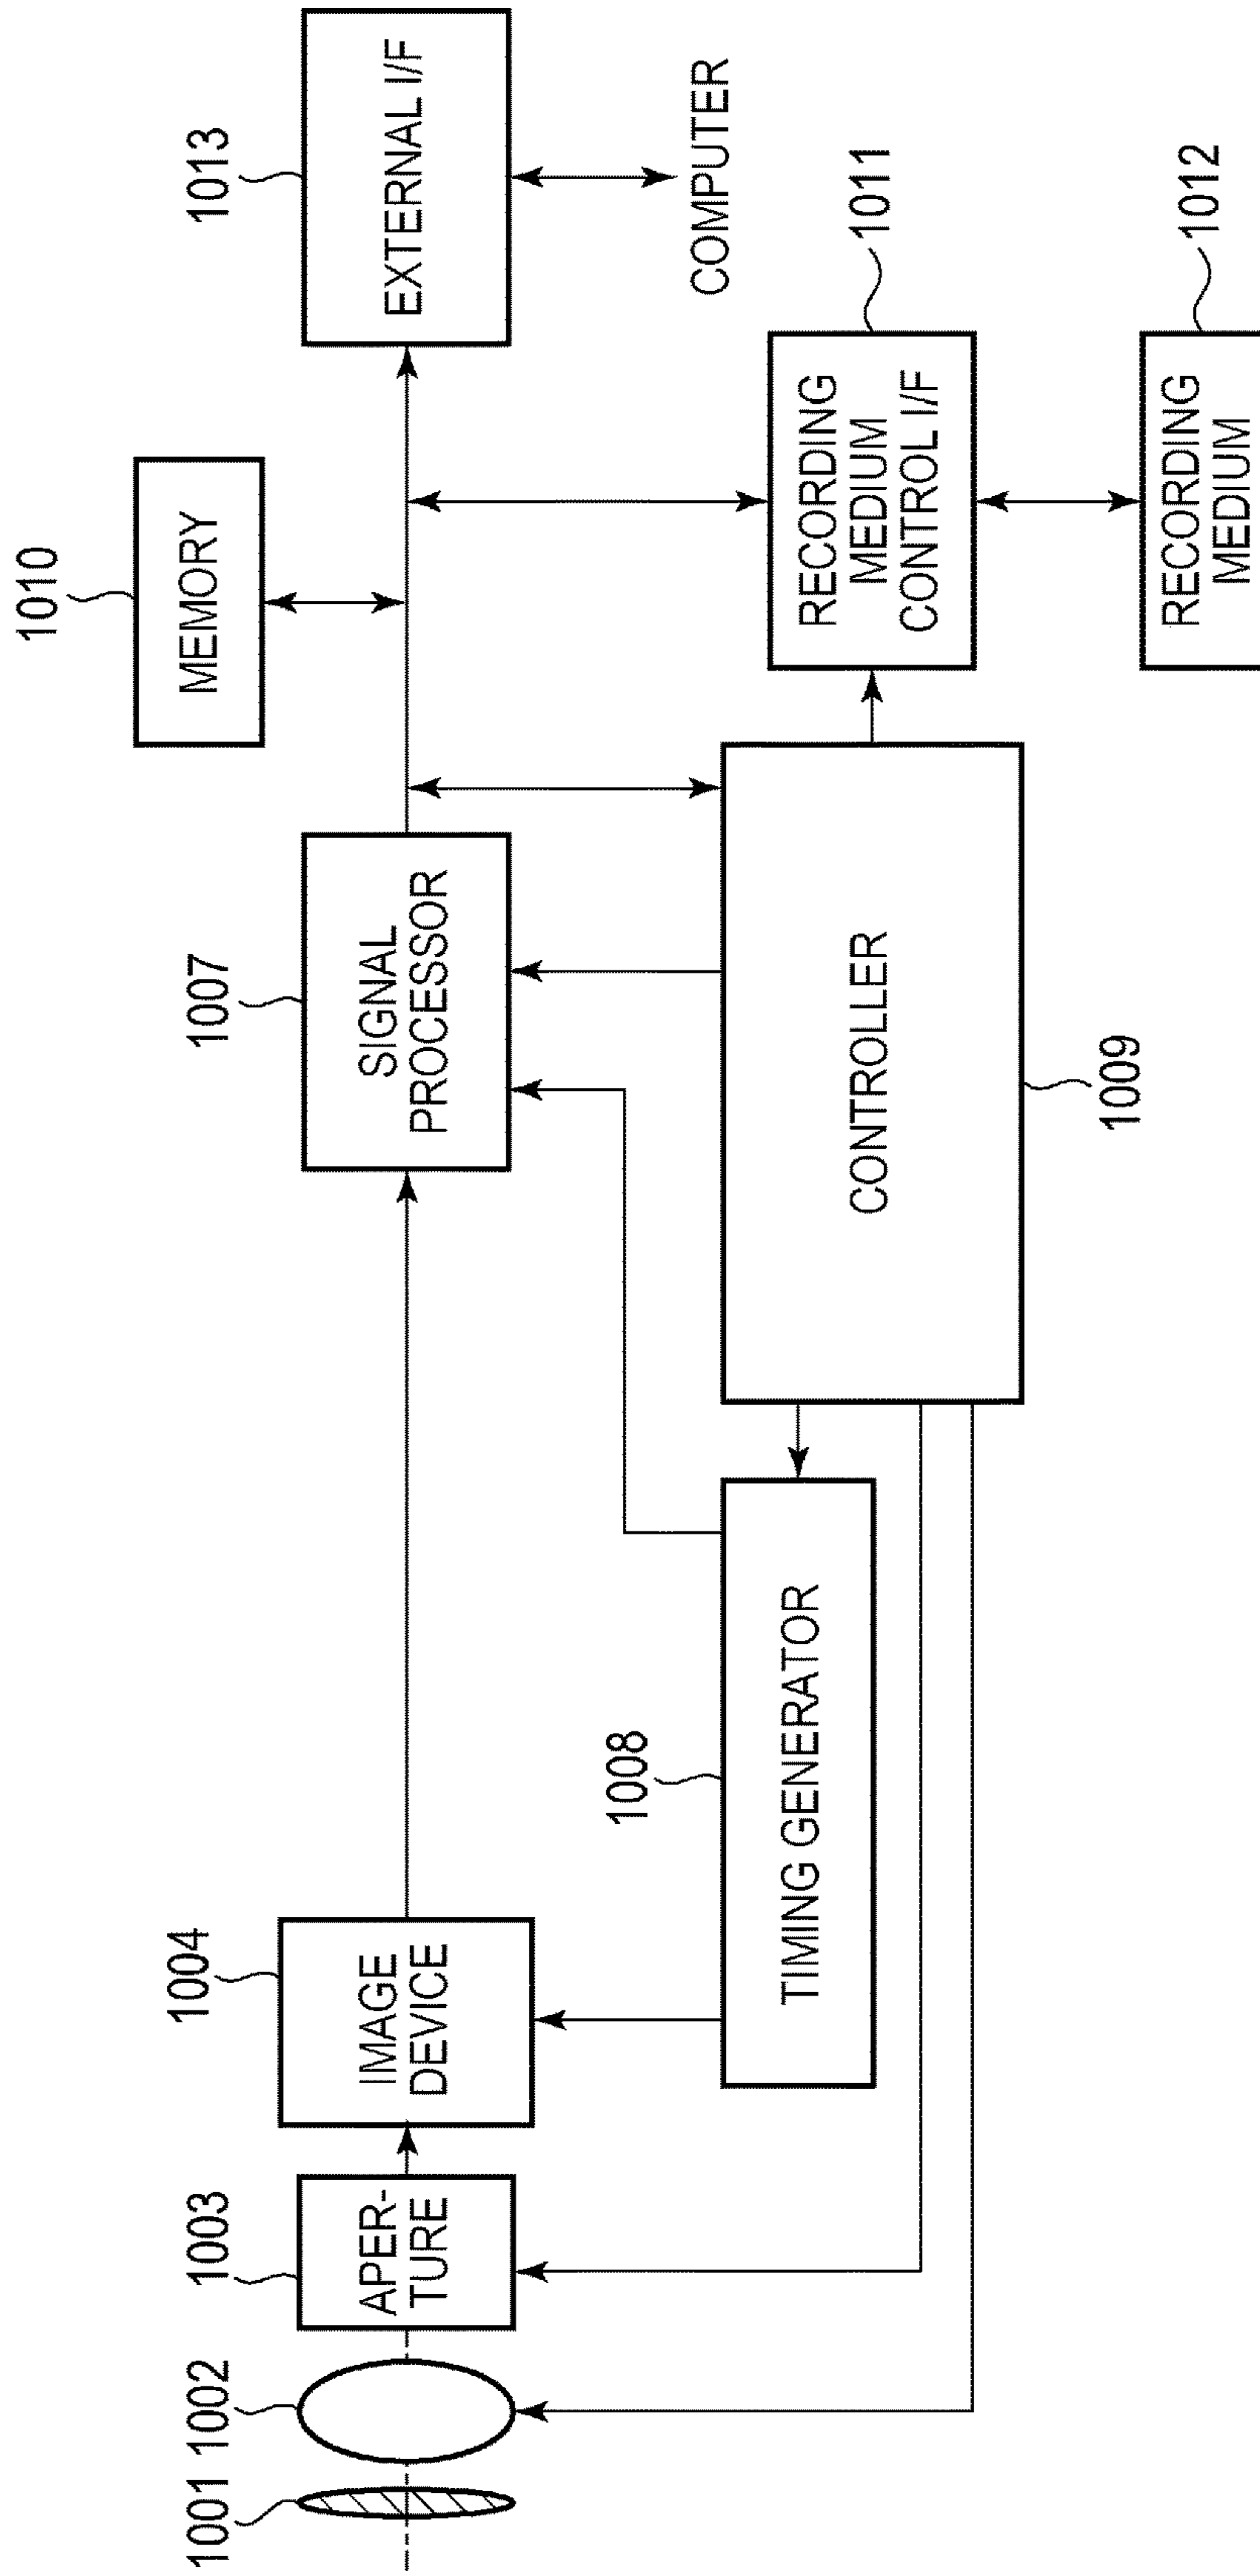 1001
1002
1003
APER-
TURE
1004
IMAGE
DEVICE
1007
SIGNAL
PROCESSOR
1010
MEMORY
1013
EXTERNAL I/F
COMPUTER
1008
TIMING GENERATOR
CONTROLLER
1009
RECORDING
MEDIUM
CONTROL I/F
1011
RECORDING
MEDIUM
1012